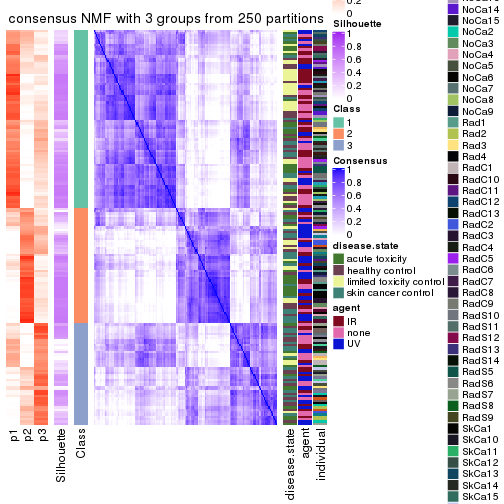 consensus NMF with 3 groups from 250 partitions
p1
p2
p3
Silhouette
Class
disease.state
agent
individual
0.2
0
Silhouette
1
0.8
0.6
0.4
0.2
0
Class
1
2
3
Consensus
1
0.8
0.6
0.4
0.2
0
disease.state
acute toxicity
healthy control
limited toxicity control
skin cancer control
agent
IR
none
UV
NoCa14
NoCa15
NoCa2
NoCa3
NoCa4
NoCa5
NoCa6
NoCa7
NoCa8
NoCa9
Rad1
Rad2
Rad3
Rad4
RadC1
RadC10
RadC11
RadC12
RadC13
RadC2
RadC3
RadC4
RadC5
RadC6
RadC7
RadC8
RadC9
RadS10
RadS11
RadS12
RadS13
RadS14
RadS5
RadS6
RadS7
RadS8
RadS9
SkCa1
SkCa10
SkCa11
SkCa12
SkCa13
SkCa14
SkCa15